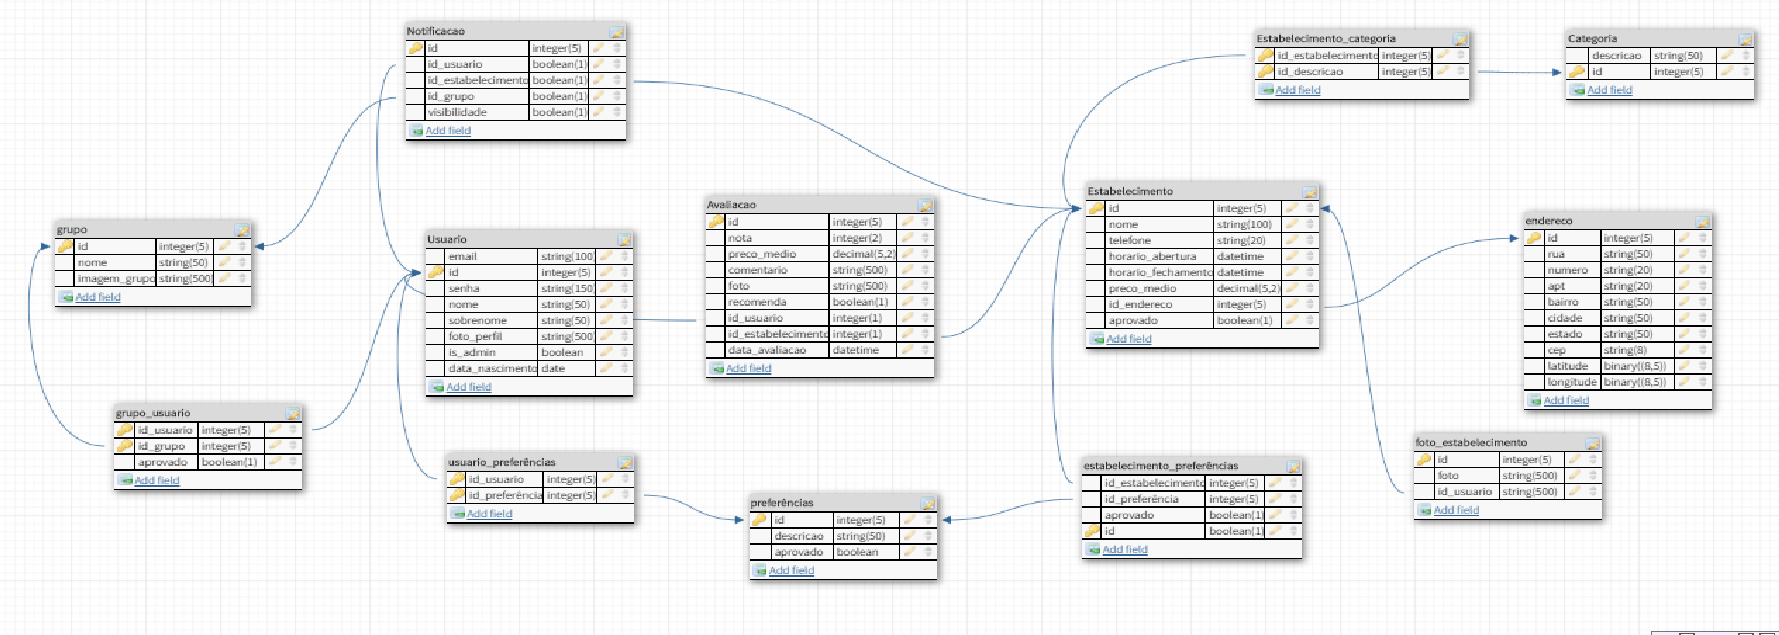 Notificacao
id integer(5)
id_usuario boolean(1)
id_estabelecimento boolean(1)
id_grupo boolean(1)
visibilidade boolean(1)
Add field
Estabelecimento_categoria
id_estabelecimento integer(5)
id_descricao integer(5)
Add field
Categoria
descricao string(50)
id integer(5)
Add field
grupo
id integer(5)
nome string(50)
imagem_grupo string(500)
Add field
Usuario
email string(100)
id integer(5)
senha string(150)
nome string(50)
sobrenome string(50)
foto_perfil string(500)
is_admin boolean
data_nascimento date
Add field
Avaliacao
id integer(5)
nota integer(2)
preco_medio decimal(5,2)
comentario string(500)
foto string(500)
recomenda boolean(1)
id_usuario integer(1)
id_estabelecimento integer(1)
data_avaliacao datetime
Add field
Estabelecimento
id integer(5)
nome string(100)
telefone string(20)
horario_abertura datetime
horario_fechamento datetime
preco_medio decimal(5,2)
id_endereco integer(5)
aprovado boolean(1)
Add field
endereco
id integer(5)
rua string(50)
numero string(20)
apt string(20)
bairro string(50)
cidade string(50)
estado string(50)
cep string(8)
latitude binary((8,5))
longitude binary((8,5))
Add field
grupo_usuario
id_usuario integer(5)
id_grupo integer(5)
aprovado boolean(1)
Add field
usuario_preferências
id_usuario integer(5)
id_preferência integer(5)
Add field
preferências
id integer(5)
descricao string(50)
aprovado boolean
Add field
estabelecimento_preferências
id_estabelecimento integer(5)
id_preferência integer(5)
aprovado boolean(1)
id boolean(1)
Add field
foto_estabelecimento
id integer(5)
foto string(500)
id_usuario string(500)
Add field